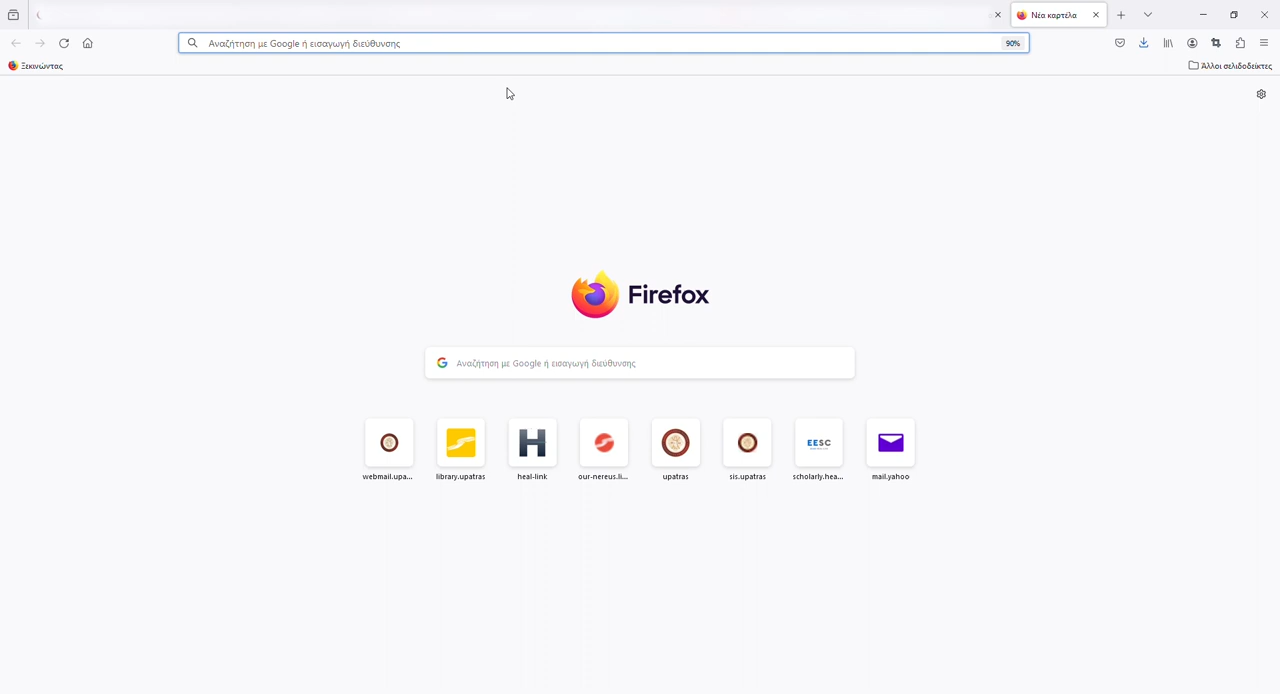 Νέα καρτέλα
Αναζήτηση με Google ή εισαγωγή διεύθυνσης
90%
Ξεκινώντας
Άλλοι σελιδοδείκτες
Firefox
Αναζήτηση με Google ή εισαγωγή διεύθυνσης
EESC
webmail.upa...
library.upatras
heal-link
our-nereus.li...
upatras
sis.upatras
scholarly.hea...
mail.yahoo